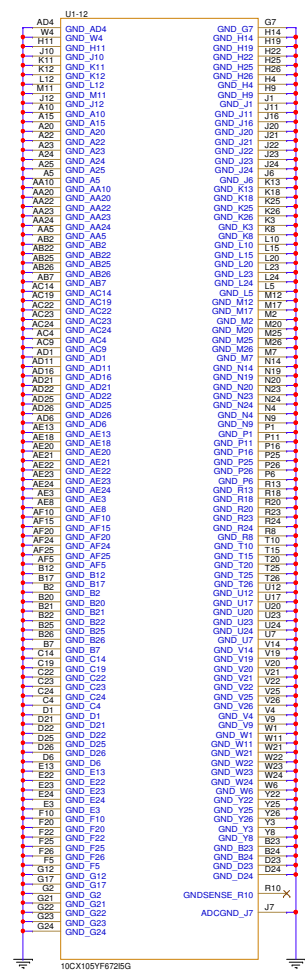 U1-12
AD4 GND_AD4
W4 GND_W4
H11 GND_H11
J10 GND_J10
K11 GND_K11
K12 GND_K12
L12 GND_L12
M11 GND_M11
J12 GND_J12
A10 GND_A10
A15 GND_A15
A20 GND_A20
A22 GND_A22
A23 GND_A23
A24 GND_A24
A25 GND_A25
A5 GND_A5
AA10 GND_AA10
AA20 GND_AA20
AA22 GND_AA22
AA23 GND_AA23
AA24 GND_AA24
AA5 GND_AA5
AB2 GND_AB2
AB22 GND_AB22
AB25 GND_AB25
AB26 GND_AB26
AB7 GND_AB7
AC14 GND_AC14
AC19 GND_AC19
AC22 GND_AC22
AC23 GND_AC23
AC24 GND_AC24
AC4 GND_AC4
AC9 GND_AC9
AD1 GND_AD1
AD11 GND_AD11
AD16 GND_AD16
AD21 GND_AD21
AD22 GND_AD22
AD25 GND_AD25
AD26 GND_AD26
AD6 GND_AD6
AE13 GND_AE13
AE18 GND_AE18
AE20 GND_AE20
AE21 GND_AE21
AE22 GND_AE22
AE23 GND_AE23
AE24 GND_AE24
AE3 GND_AE3
AE8 GND_AE8
AF10 GND_AF10
AF15 GND_AF15
AF20 GND_AF20
AF24 GND_AF24
AF25 GND_AF25
AF5 GND_AF5
B12 GND_B12
B17 GND_B17
B2 GND_B2
B20 GND_B20
B21 GND_B21
B22 GND_B22
B25 GND_B25
B26 GND_B26
B7 GND_B7
C14 GND_C14
C19 GND_C19
C22 GND_C22
C23 GND_C23
C24 GND_C24
C4 GND_C4
D1 GND_D1
D21 GND_D21
D22 GND_D22
D25 GND_D25
D26 GND_D26
D6 GND_D6
E13 GND_E13
E22 GND_E22
E23 GND_E23
E24 GND_E24
E3 GND_E3
F10 GND_F10
F20 GND_F20
F22 GND_F22
F25 GND_F25
F26 GND_F26
F5 GND_F5
G12 GND_G12
G17 GND_G17
G2 GND_G2
G21 GND_G21
G22 GND_G22
G23 GND_G23
G24 GND_G24
GND_G7 G7
GND_H14 H14
GND_H19 H19
GND_H22 H22
GND_H25 H25
GND_H26 H26
GND_H4 H4
GND_H9 H9
GND_J1 J1
GND_J11 J11
GND_J16 J16
GND_J20 J20
GND_J21 J21
GND_J22 J22
GND_J23 J23
GND_J24 J24
GND_J6 J6
GND_K13 K13
GND_K18 K18
GND_K25 K25
GND_K26 K26
GND_K3 K3
GND_K8 K8
GND_L10 L10
GND_L15 L15
GND_L20 L20
GND_L23 L23
GND_L24 L24
GND_L5 L5
GND_M12 M12
GND_M17 M17
GND_M2 M2
GND_M20 M20
GND_M25 M25
GND_M26 M26
GND_M7 M7
GND_N14 N14
GND_N19 N19
GND_N20 N20
GND_N23 N23
GND_N24 N24
GND_N4 N4
GND_N9 N9
GND_P1 P1
GND_P11 P11
GND_P16 P16
GND_P25 P25
GND_P26 P26
GND_P6 P6
GND_R13 R13
GND_R18 R18
GND_R20 R20
GND_R23 R23
GND_R24 R24
GND_R8 R8
GND_T10 T10
GND_T15 T15
GND_T20 T20
GND_T25 T25
GND_T26 T26
GND_U12 U12
GND_U17 U17
GND_U20 U20
GND_U23 U23
GND_U24 U24
GND_U7 U7
GND_V14 V14
GND_V19 V19
GND_V20 V20
GND_V21 V21
GND_V22 V22
GND_V25 V25
GND_V26 V26
GND_V4 V4
GND_V9 V9
GND_W1 W1
GND_W11 W11
GND_W21 W21
GND_W22 W22
GND_W23 W23
GND_W24 W24
GND_W6 W6
GND_Y22 Y22
GND_Y25 Y25
GND_Y26 Y26
GND_Y3 Y3
GND_Y8 Y8
GND_B23 B23
GND_B24 B24
GND_D23 D23
GND_D24 D24
GNDSENSE_R10 R10
ADCGND_J7 J7
10CX105YF672I5G